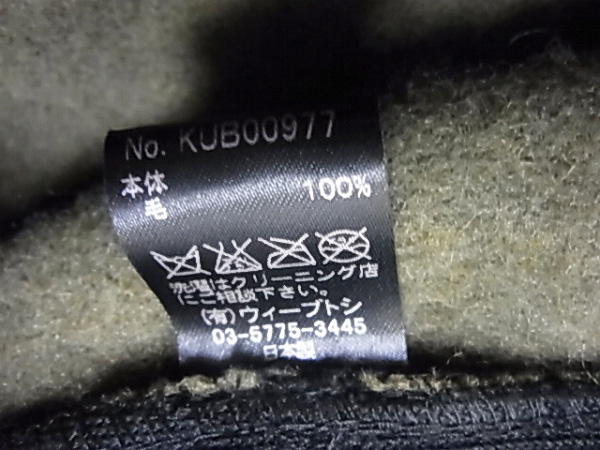 No. KUB00977
本体
毛 100%
洗濯はクリーニング店
にご相談下さい。
(有)ウィーブトシ
03-5775-3445
日本製